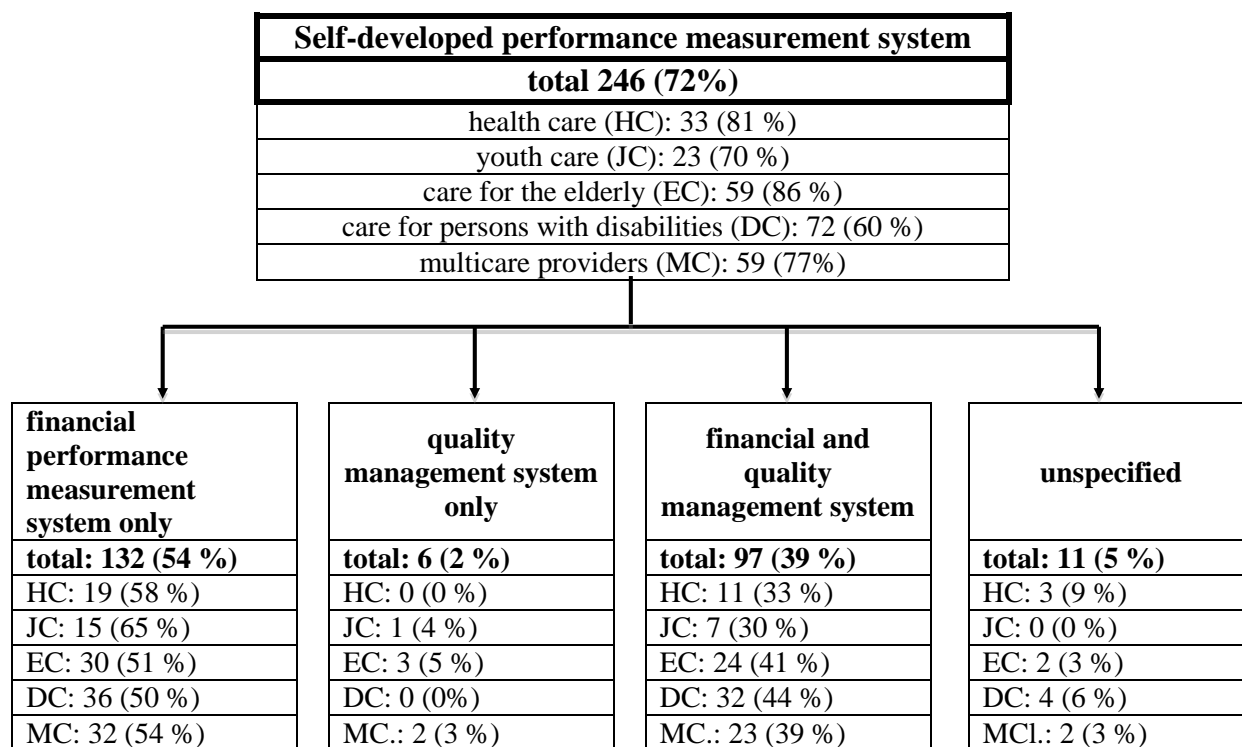 Self-developed performance measurement system
total 246 (72%)
health care (HC): 33 (81 %)
youth care (JC): 23 (70 %)
care for the elderly (EC): 59 (86 %)
care for persons with disabilities (DC): 72 (60 %)
multicare providers (MC): 59 (77%)
financial
performance
measurement
system only
total: 132 (54 %)
HC: 19 (58 %)
JC: 15 (65 %)
EC: 30 (51 %)
DC: 36 (50 %)
MC: 32 (54 %)
quality
management system
only
total: 6 (2 %)
HC: 0 (0 %)
JC: 1 (4 %)
EC: 3 (5 %)
DC: 0 (0%)
MC.: 2 (3 %)
financial and
quality
management system
total: 97 (39 %)
HC: 11 (33 %)
JC: 7 (30 %)
EC: 24 (41 %)
DC: 32 (44 %)
MC.: 23 (39 %)
unspecified
total: 11 (5 %)
HC: 3 (9 %)
JC: 0 (0 %)
EC: 2 (3 %)
DC: 4 (6 %)
MCl.: 2 (3 %)